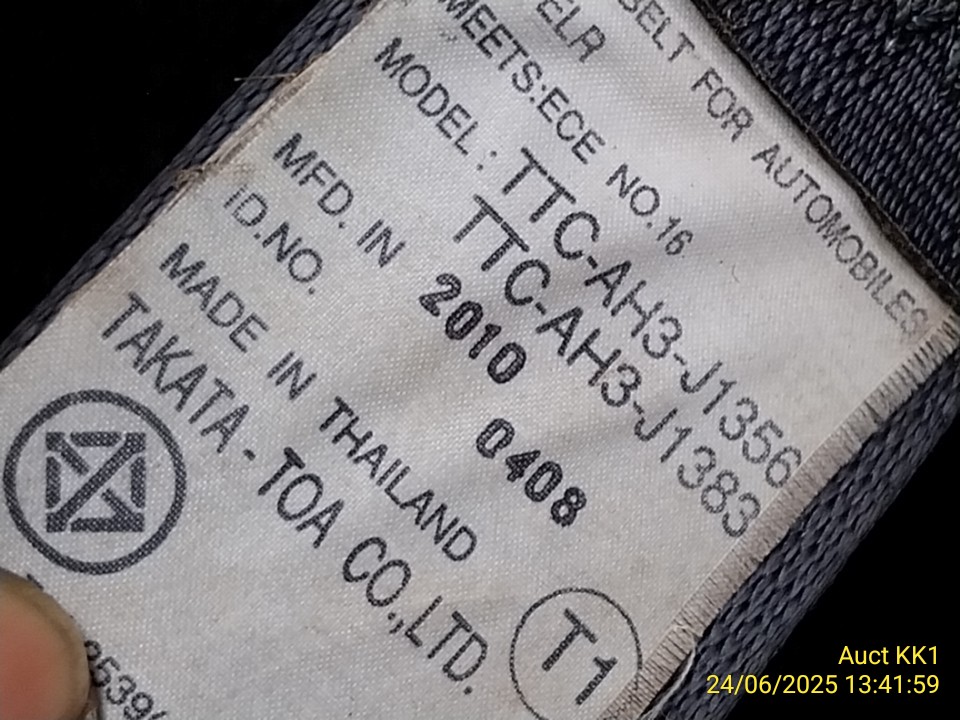 BELT FOR AUTOMOBILES
ELR
MEETS:ECE NO.16
MODEL : TTC-AH3-J1356
TTC-AH3-J1383
MFD. IN 2010 0408
ID.NO.
MADE IN THAILAND
TAKATA - TOA CO.,LTD.
T1
Auct KK1
24/06/2025 13:41:59